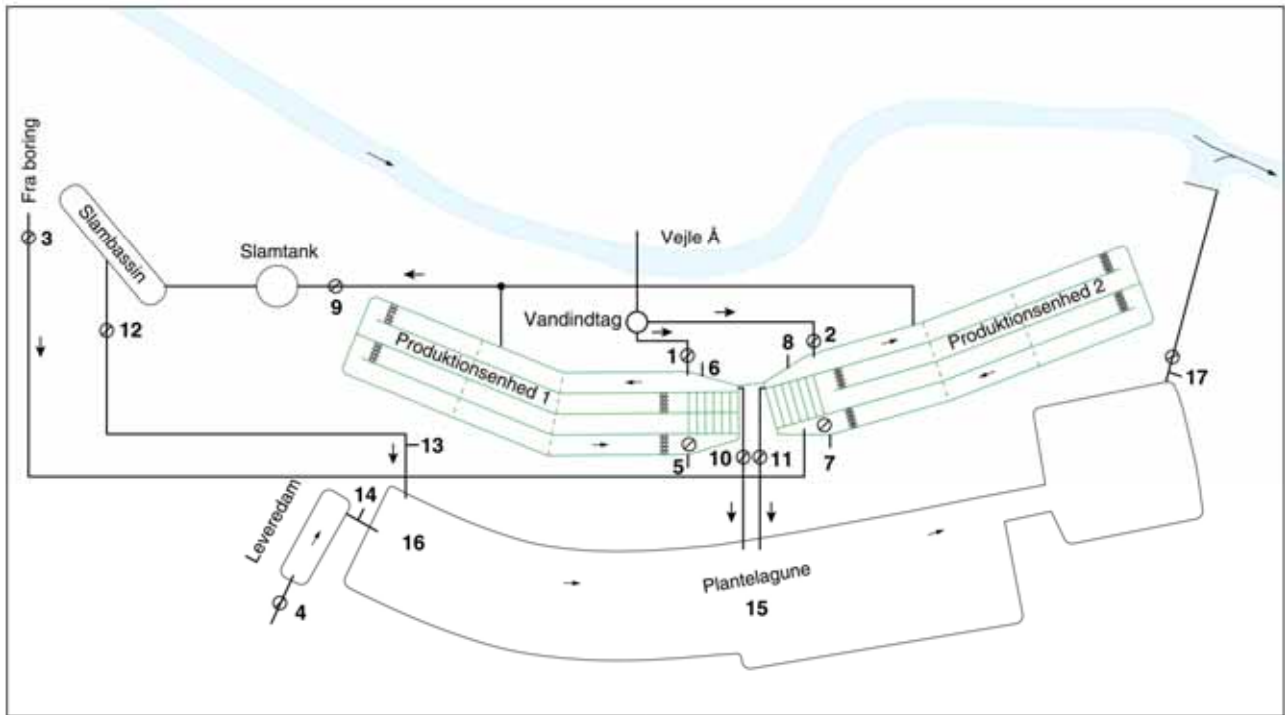 Fra boring
3
Slambassin
Slamtank
Vejle Å
9
12
Vandindtag
1
6
8
2
Produktionsenhed 1
Produktionsenhed 2
17
13
5
10
11
7
14
Leveredam
16
4
Plantelagune
15